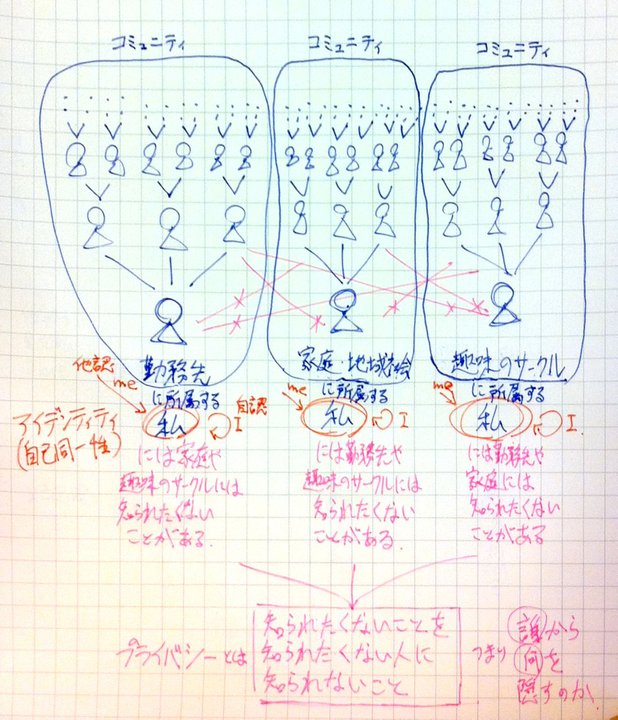 コミュニティ
コミュニティ
コミュニティ
勤務先
に所属する
私
家庭・地域社会
に所属する
私
趣味のサークル
に所属する
私
他認
me
自認
I
me
I
me
I.
アイデンティティ
(自己同一性)
には家庭や
趣味のサークルには
知られたくない
ことがある.
には勤務先や
趣味のサークルには
知られたくない
ことがある.
には勤務先や
家庭には
知られたくない
ことがある
プライバシーとは
知られたくないことを
知られたくない人に
知られないこと
つまり
誰から
何を
隠すのか.